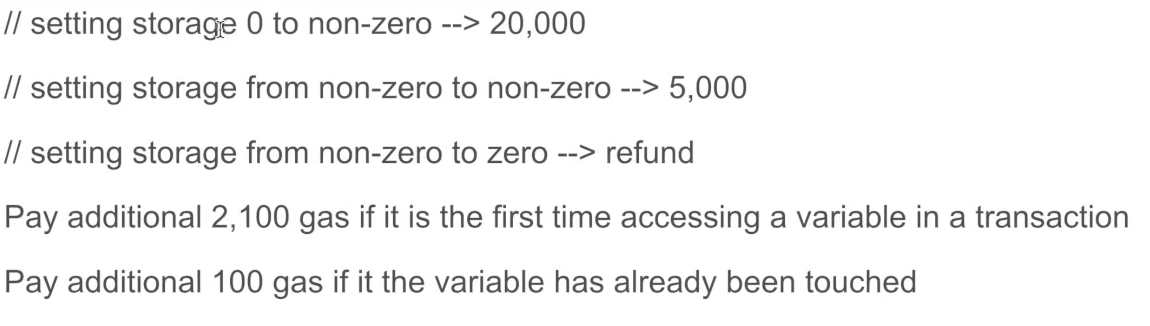 // setting storage 0 to non-zero --> 20,000
// setting storage from non-zero to non-zero --> 5,000
// setting storage from non-zero to zero --> refund
Pay additional 2,100 gas if it is the first time accessing a variable in a transaction
Pay additional 100 gas if it the variable has already been touched